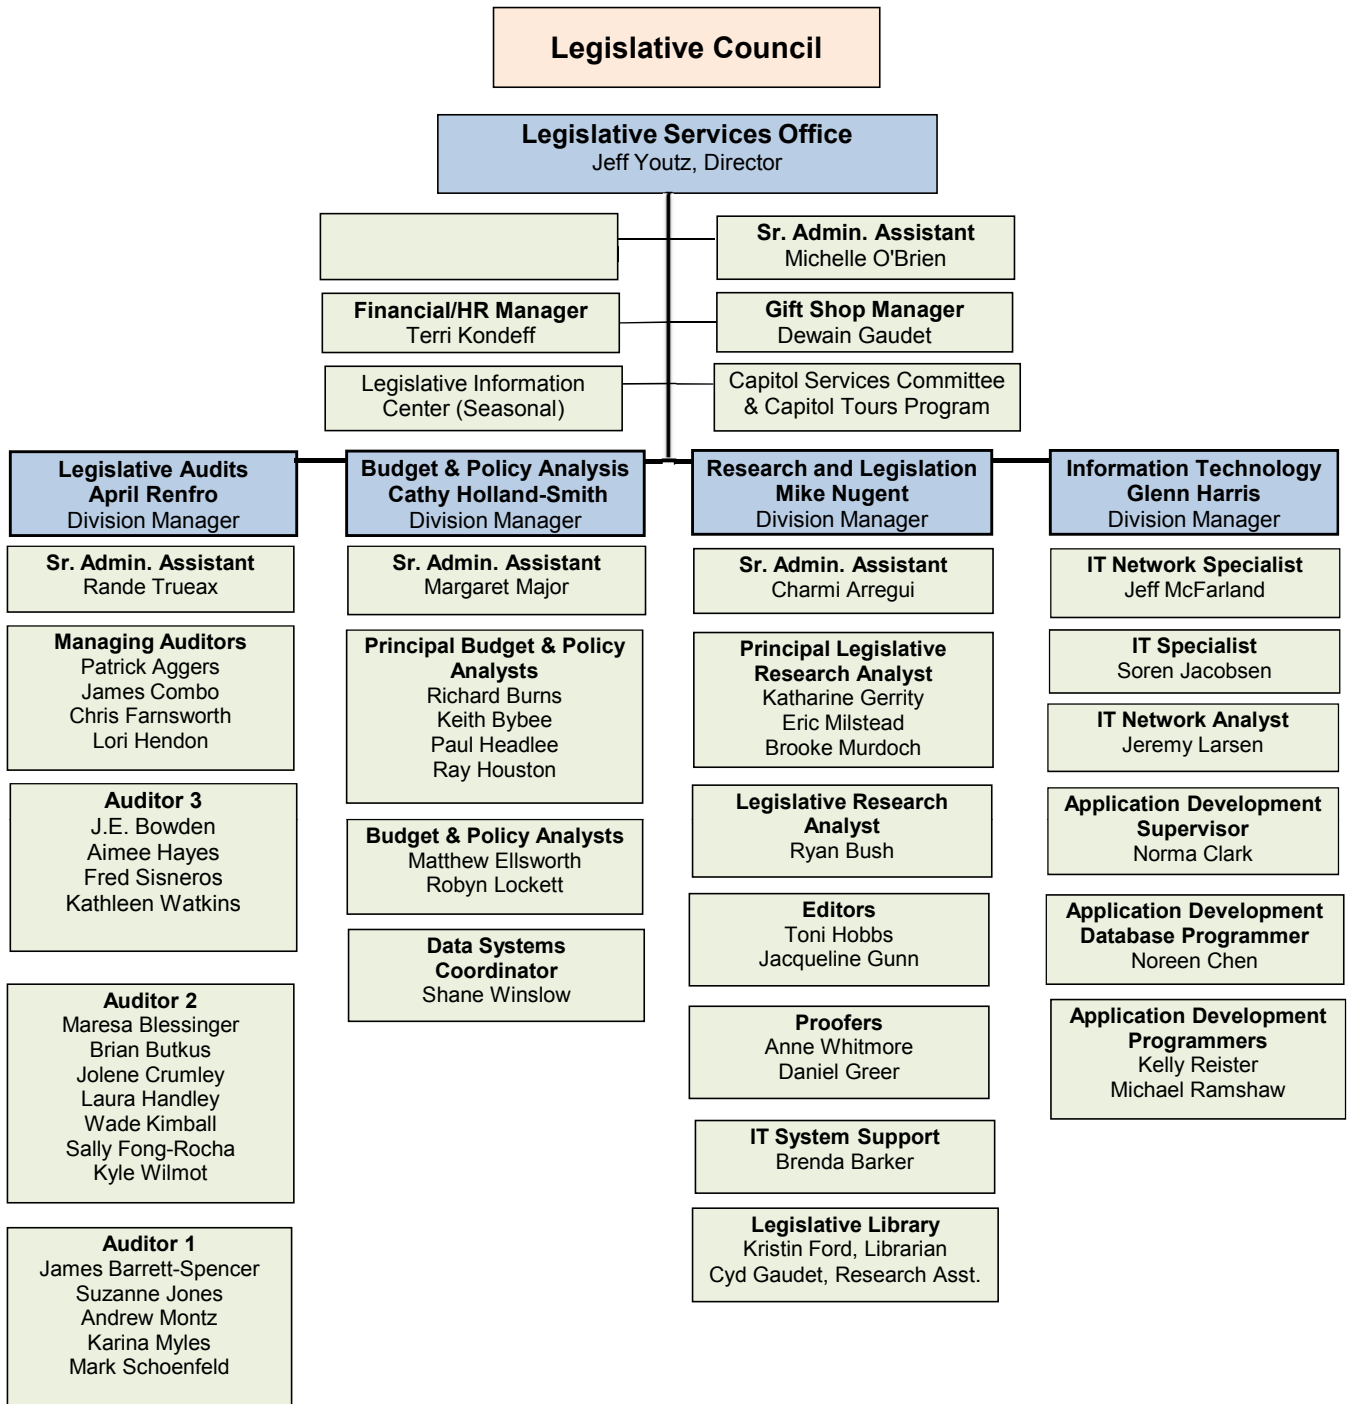 Legislative Council
Legislative Services Office
Jeff Youtz, Director
Sr. Admin. Assistant
Michelle O'Brien
Financial/HR Manager
Terri Kondeff
Gift Shop Manager
Dewain Gaudet
Legislative Information
Center (Seasonal)
Capitol Services Committee
& Capitol Tours Program
Legislative Audits
April Renfro
Division Manager
Sr. Admin. Assistant
Rande Trueax
Managing Auditors
Patrick Aggers
James Combo
Chris Farnsworth
Lori Hendon
Auditor 3
J.E. Bowden
Aimee Hayes
Fred Sisneros
Kathleen Watkins
Auditor 2
Maresa Blessinger
Brian Butkus
Jolene Crumley
Laura Handley
Wade Kimball
Sally Fong-Rocha
Kyle Wilmot
Auditor 1
James Barrett-Spencer
Suzanne Jones
Andrew Montz
Karina Myles
Mark Schoenfeld
Budget & Policy Analysis
Cathy Holland-Smith
Division Manager
Sr. Admin. Assistant
Margaret Major
Principal Budget & Policy
Analysts
Richard Burns
Keith Bybee
Paul Headlee
Ray Houston
Budget & Policy Analysts
Matthew Ellsworth
Robyn Lockett
Data Systems
Coordinator
Shane Winslow
Research and Legislation
Mike Nugent
Division Manager
Sr. Admin. Assistant
Charmi Arregui
Principal Legislative
Research Analyst
Katharine Gerrity
Eric Milstead
Brooke Murdoch
Legislative Research
Analyst
Ryan Bush
Editors
Toni Hobbs
Jacqueline Gunn
Proofers
Anne Whitmore
Daniel Greer
IT System Support
Brenda Barker
Legislative Library
Kristin Ford, Librarian
Cyd Gaudet, Research Asst.
Information Technology
Glenn Harris
Division Manager
IT Network Specialist
Jeff McFarland
IT Specialist
Soren Jacobsen
IT Network Analyst
Jeremy Larsen
Application Development
Supervisor
Norma Clark
Application Development
Database Programmer
Noreen Chen
Application Development
Programmers
Kelly Reister
Michael Ramshaw